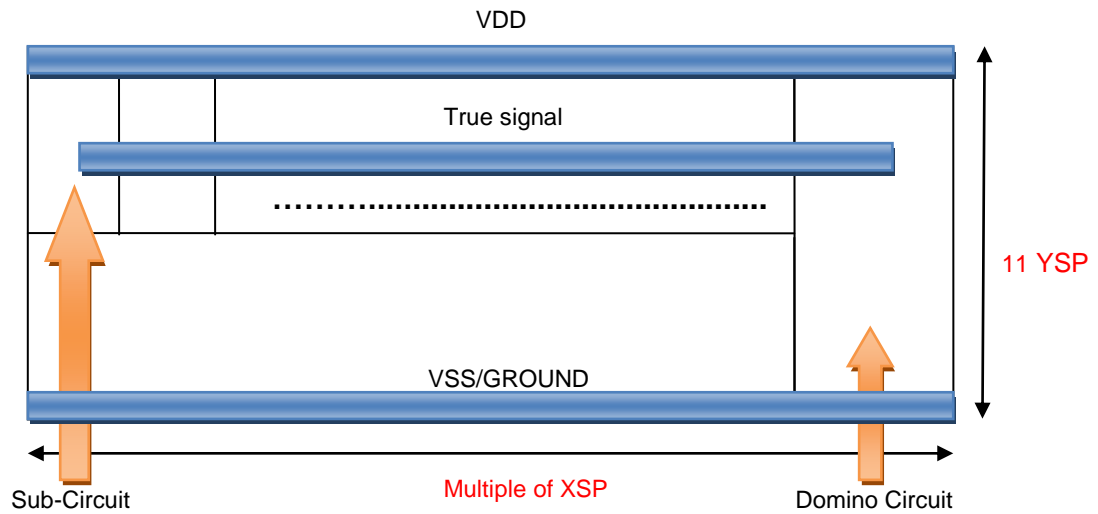 VDD
True signal
11 YSP
VSS/GROUND
Multiple of XSP
Sub-Circuit
Domino Circuit